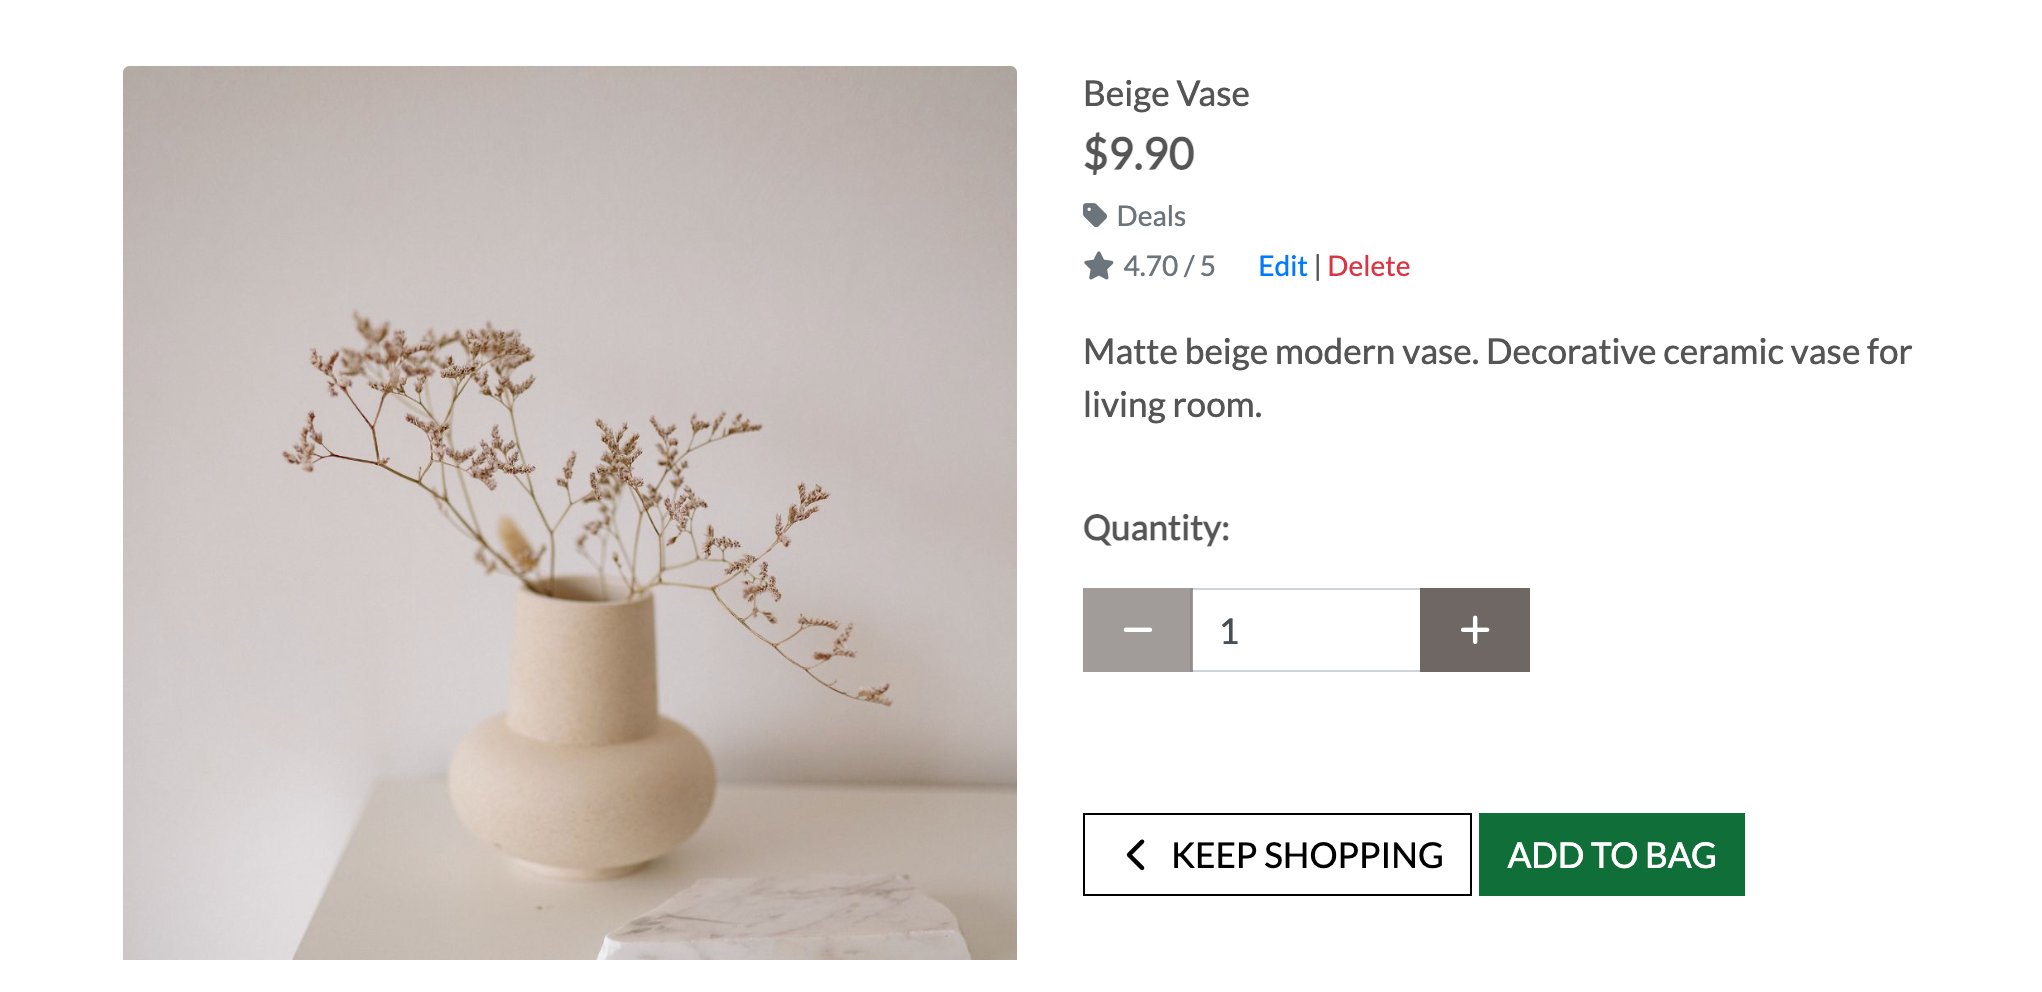 Beige Vase
$9.90
Deals
4.70 / 5 Edit | Delete
Matte beige modern vase. Decorative ceramic vase for
living room.
Quantity:
1
KEEP SHOPPING ADD TO BAG